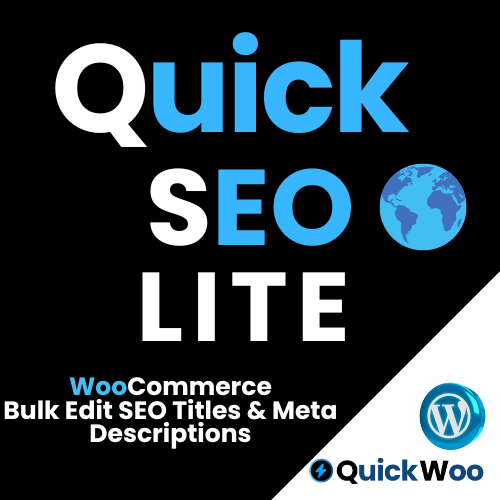 Quick
SEO
LITE
WooCommerce
Bulk Edit SEO Titles & Meta
Descriptions
W
QuickWoo